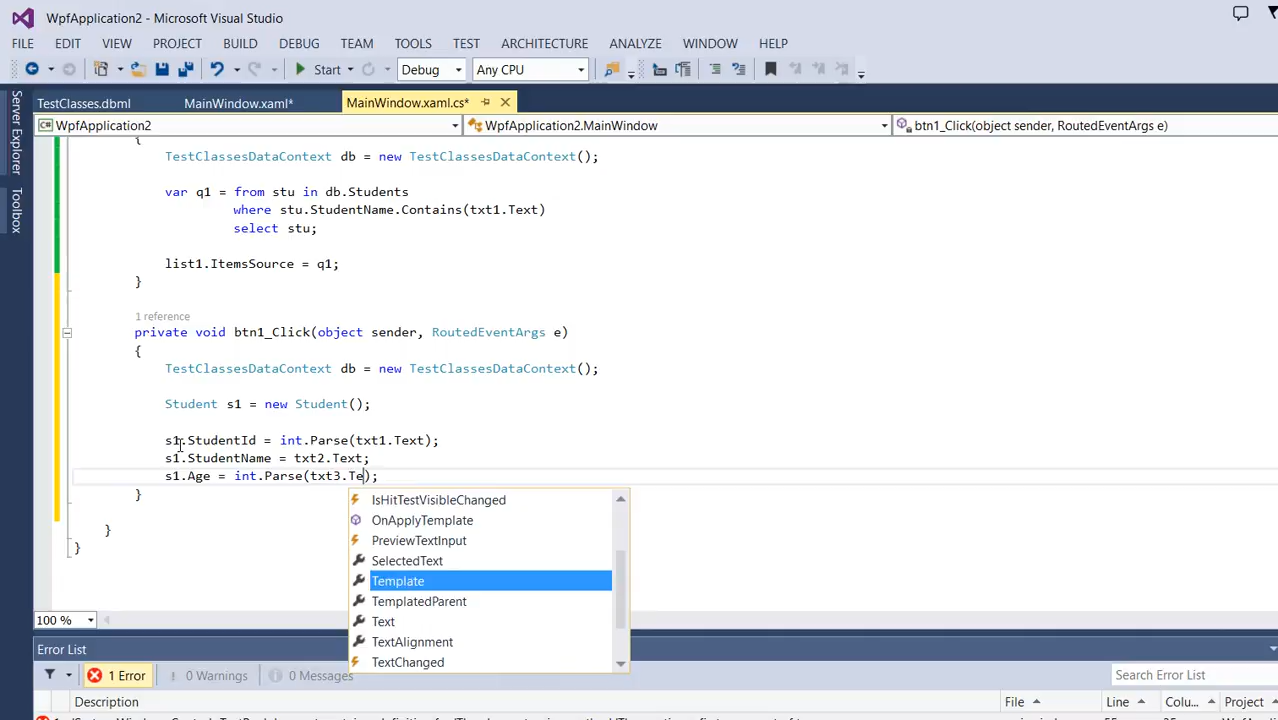 WpfApplication2 - Microsoft Visual Studio
FILE EDIT VIEW PROJECT BUILD DEBUG TEAM TOOLS TEST ARCHITECTURE ANALYZE WINDOW HELP
Start Debug Any CPU
Server Explorer
Toolbox
TestClasses.dbml MainWindow.xaml* MainWindow.xaml.cs*
WpfApplication2 WpfApplication2.MainWindow btn1_Click(object sender, RoutedEventArgs e)
{
TestClassesDataContext db = new TestClassesDataContext();
var q1 = from stu in db.Students
where stu.StudentName.Contains(txt1.Text)
select stu;
list1.ItemsSource = q1;
}
1 reference
private void btn1_Click(object sender, RoutedEventArgs e)
{
TestClassesDataContext db = new TestClassesDataContext();
Student s1 = new Student();
s1.StudentId = int.Parse(txt1.Text);
s1.StudentName = txt2.Text;
s1.Age = int.Parse(txt3.Te);
}
}
}
IsHitTestVisibleChanged
OnApplyTemplate
PreviewTextInput
SelectedText
Template
TemplatedParent
Text
TextAlignment
TextChanged
100 %
Error List
1 Error 0 Warnings 0 Messages Search Error List
Description File Line Colu... Project